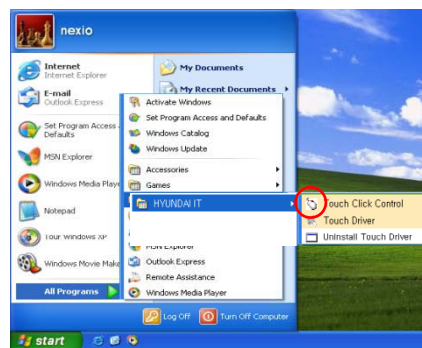 nexio
Internet
Internet Explorer
E-mail
Outlook Express
Set Program Access
Defaults
MSN Explorer
Windows Media Playe
Notepad
Tour Windows XP
Windows Movie Make
All Programs
My Documents
My Recent Documents
Activate Windows
Set Program Access and Defaults
Windows Catalog
Windows Update
Accessories
Games
HYUNDAI IT
MSN Explorer
Outlook Express
Remote Assistance
Windows Media Player
Touch Click Control
Touch Driver
Uninstall Touch Driver
Log Off
Turn Off Computer
start